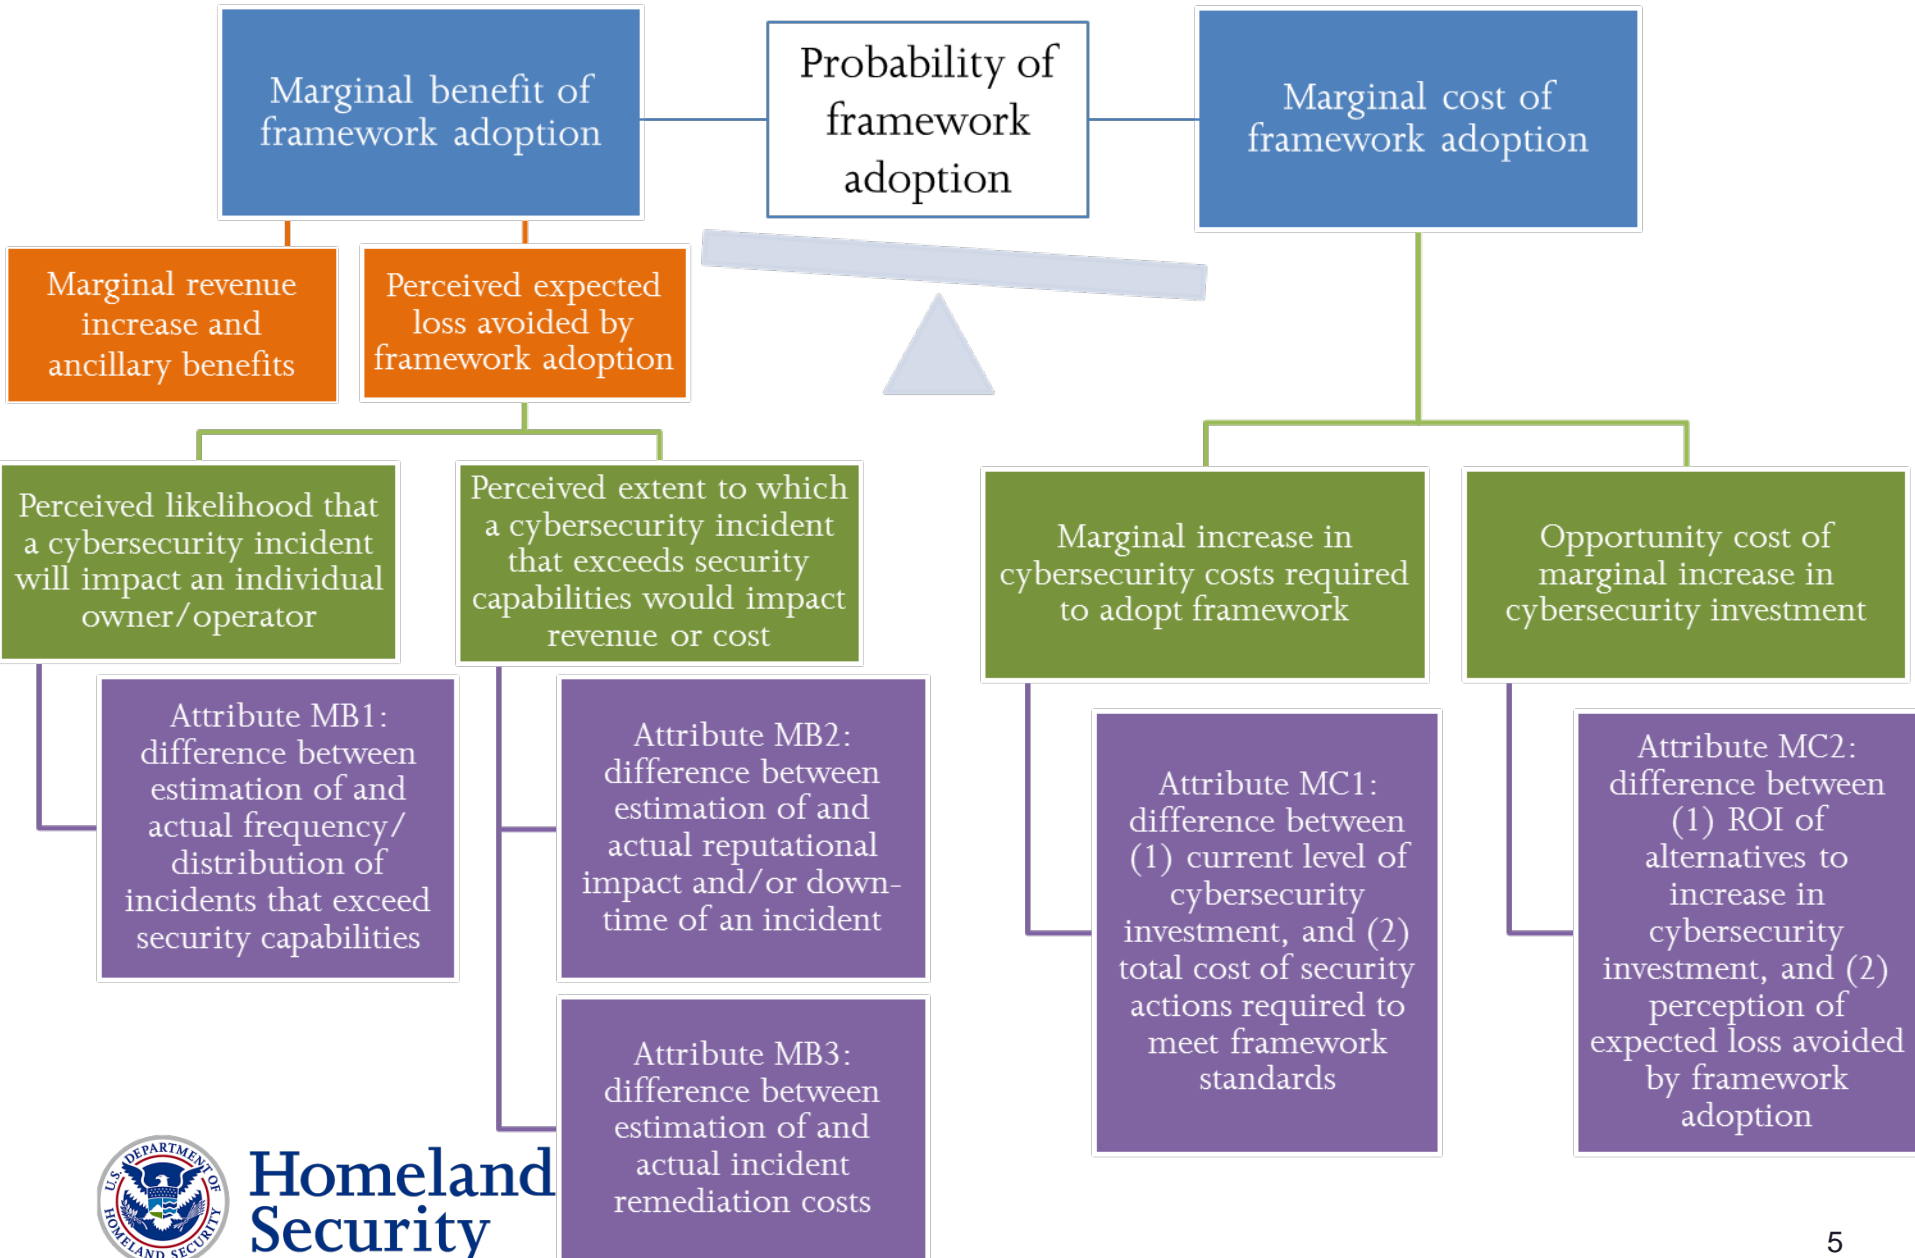 Marginal benefit of
framework adoption
Probability of
framework
adoption
Marginal cost of
framework adoption
Marginal revenue
increase and
ancillary benefits
Perceived expected
loss avoided by
framework adoption
Perceived likelihood that
a cybersecurity incident
will impact an individual
owner/operator
Perceived extent to which
a cybersecurity incident
that exceeds security
capabilities would impact
revenue or cost
Marginal increase in
cybersecurity costs required
to adopt framework
Opportunity cost of
marginal increase in
cybersecurity investment
Attribute MB1:
difference between
estimation of and
actual frequency/
distribution of
incidents that exceed
security capabilities
Attribute MB2:
difference between
estimation of and
actual reputational
impact and/or down-
time of an incident
Attribute MB3:
difference between
estimation of and
actual incident
remediation costs
Attribute MC1:
difference between
(1) current level of
cybersecurity
investment, and (2)
total cost of security
actions required to
meet framework
standards
Attribute MC2:
difference between
(1) ROI of
alternatives to
increase in
cybersecurity
investment, and (2)
perception of
expected loss avoided
by framework
adoption
U.S. DEPARTMENT OF
HOMELAND SECURITY
Homeland
Security
5